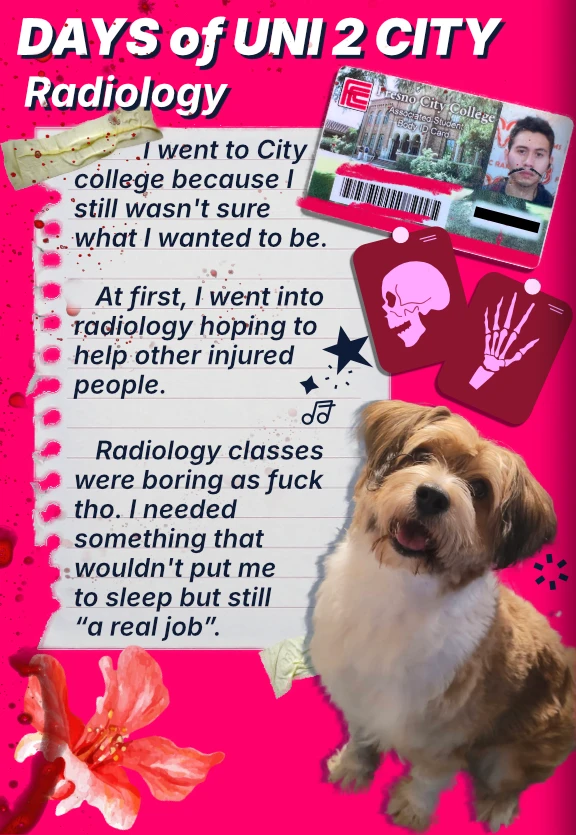 DAYS of UNI 2 CITY
Radiology
Fresno City College
Associated Student
Body ID Card
I went to City
college because I
still wasn't sure
what I wanted to be.
At first, I went into
radiology hoping to
help other injured
people.
Radiology classes
were boring as fuck
tho. I needed
something that
wouldn't put me
to sleep but still
“a real job”.